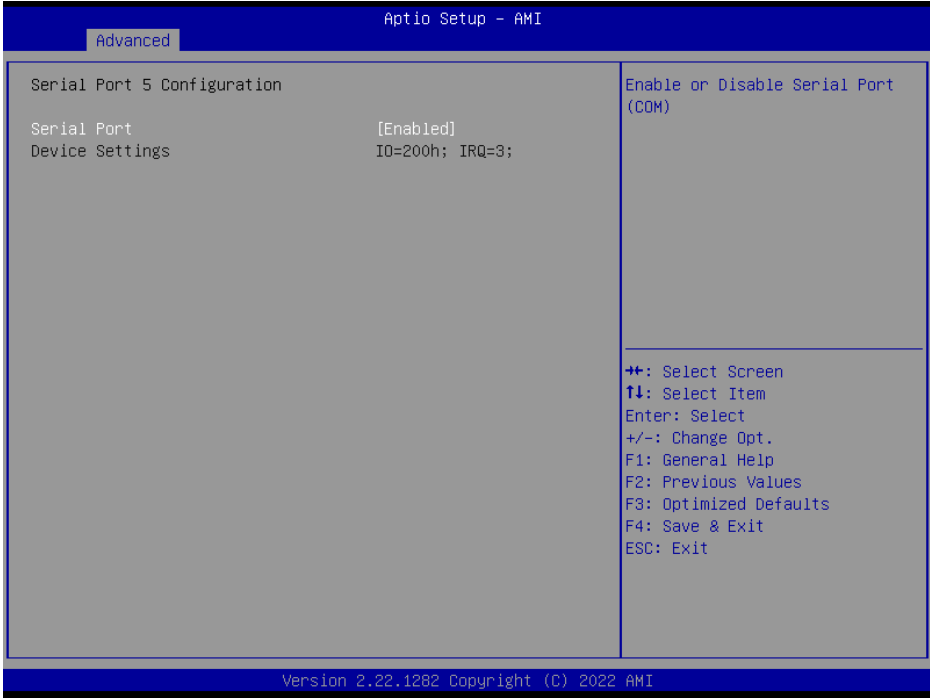 Aptio Setup – AMI
Advanced
Serial Port 5 Configuration
Serial Port [Enabled]
Device Settings IO=200h; IRQ=3;
Enable or Disable Serial Port
(COM)
→←: Select Screen
↑↓: Select Item
Enter: Select
+/-: Change Opt.
F1: General Help
F2: Previous Values
F3: Optimized Defaults
F4: Save & Exit
ESC: Exit
Version 2.22.1282 Copyright (C) 2022 AMI